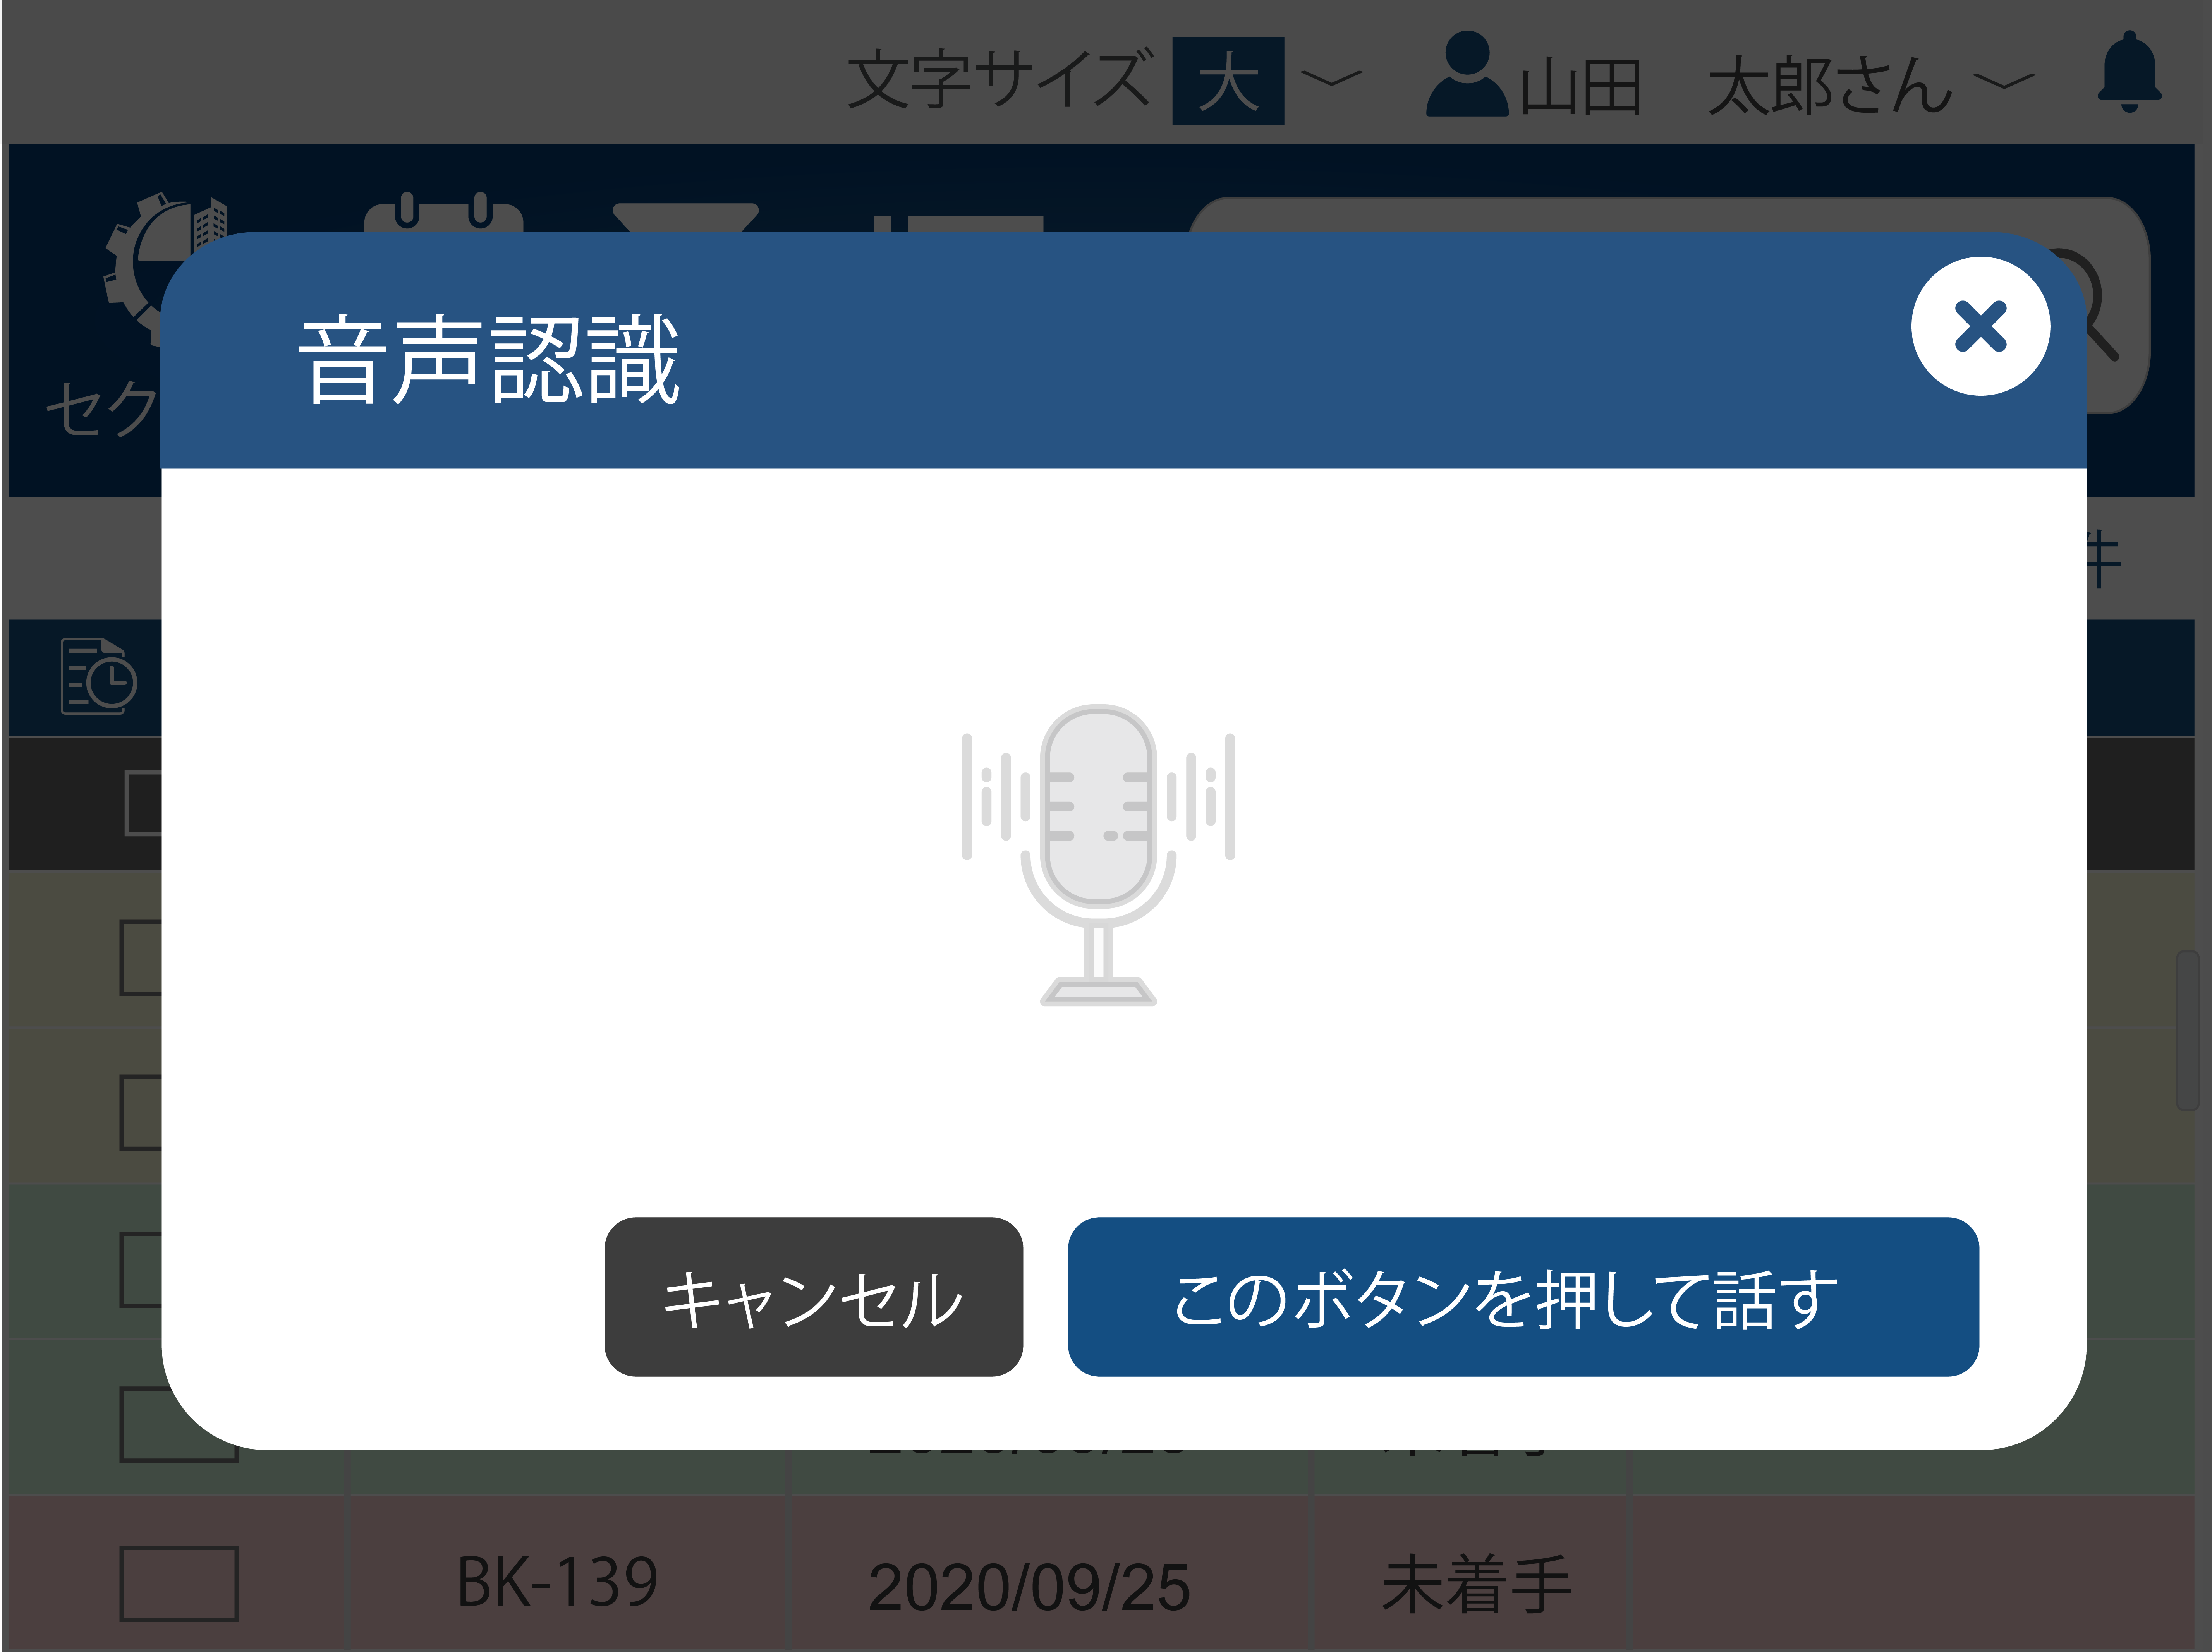 文字サイズ 大 山田 太郎さん
音声認識
セク
件
キャンセル このボタンを押して話す
BK-139 2020/09/25 未着手